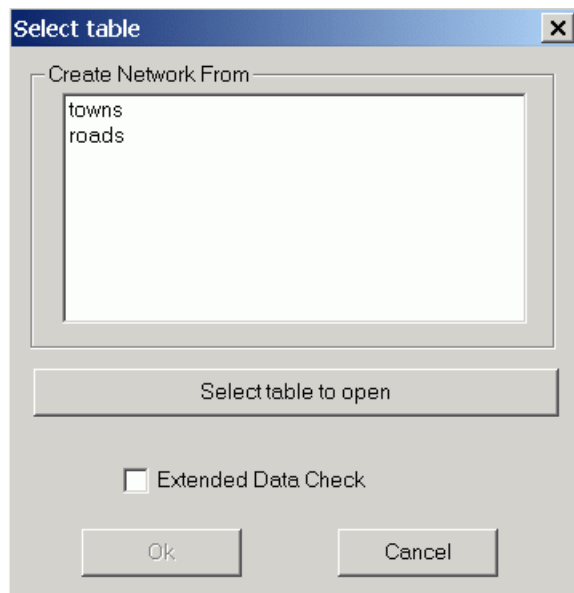 Select table
Create Network From
towns
roads
Select table to open
Extended Data Check
Ok
Cancel